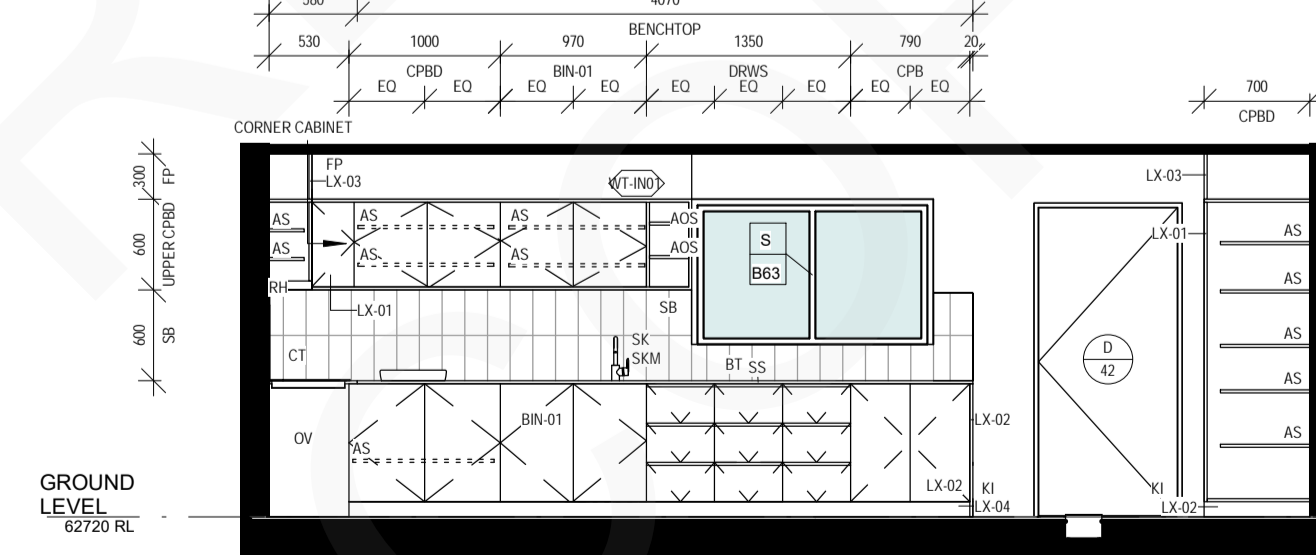 580 4070
BENCHTOP
530 1000 970 1350 790 20
CPBD BIN-01 DRWS CPB
EQ EQ EQ EQ EQ EQ EQ EQ EQ
700
CPBD
CORNER CABINET
300 FP
600 UPPER CPBD
600 SB
FP
LX-03
WT-IN01
LX-03
AS AS AS AOS
AS AS AS AOS
S
B63
LX-01
AS
AS
AS
AS
AS
RH
LX-01
SB
CT
SK
SKM
BT SS
D
42
OV
BIN-01
AS
LX-02
LX-02 KI
LX-04
KI
LX-02
GROUND
LEVEL
62720 RL